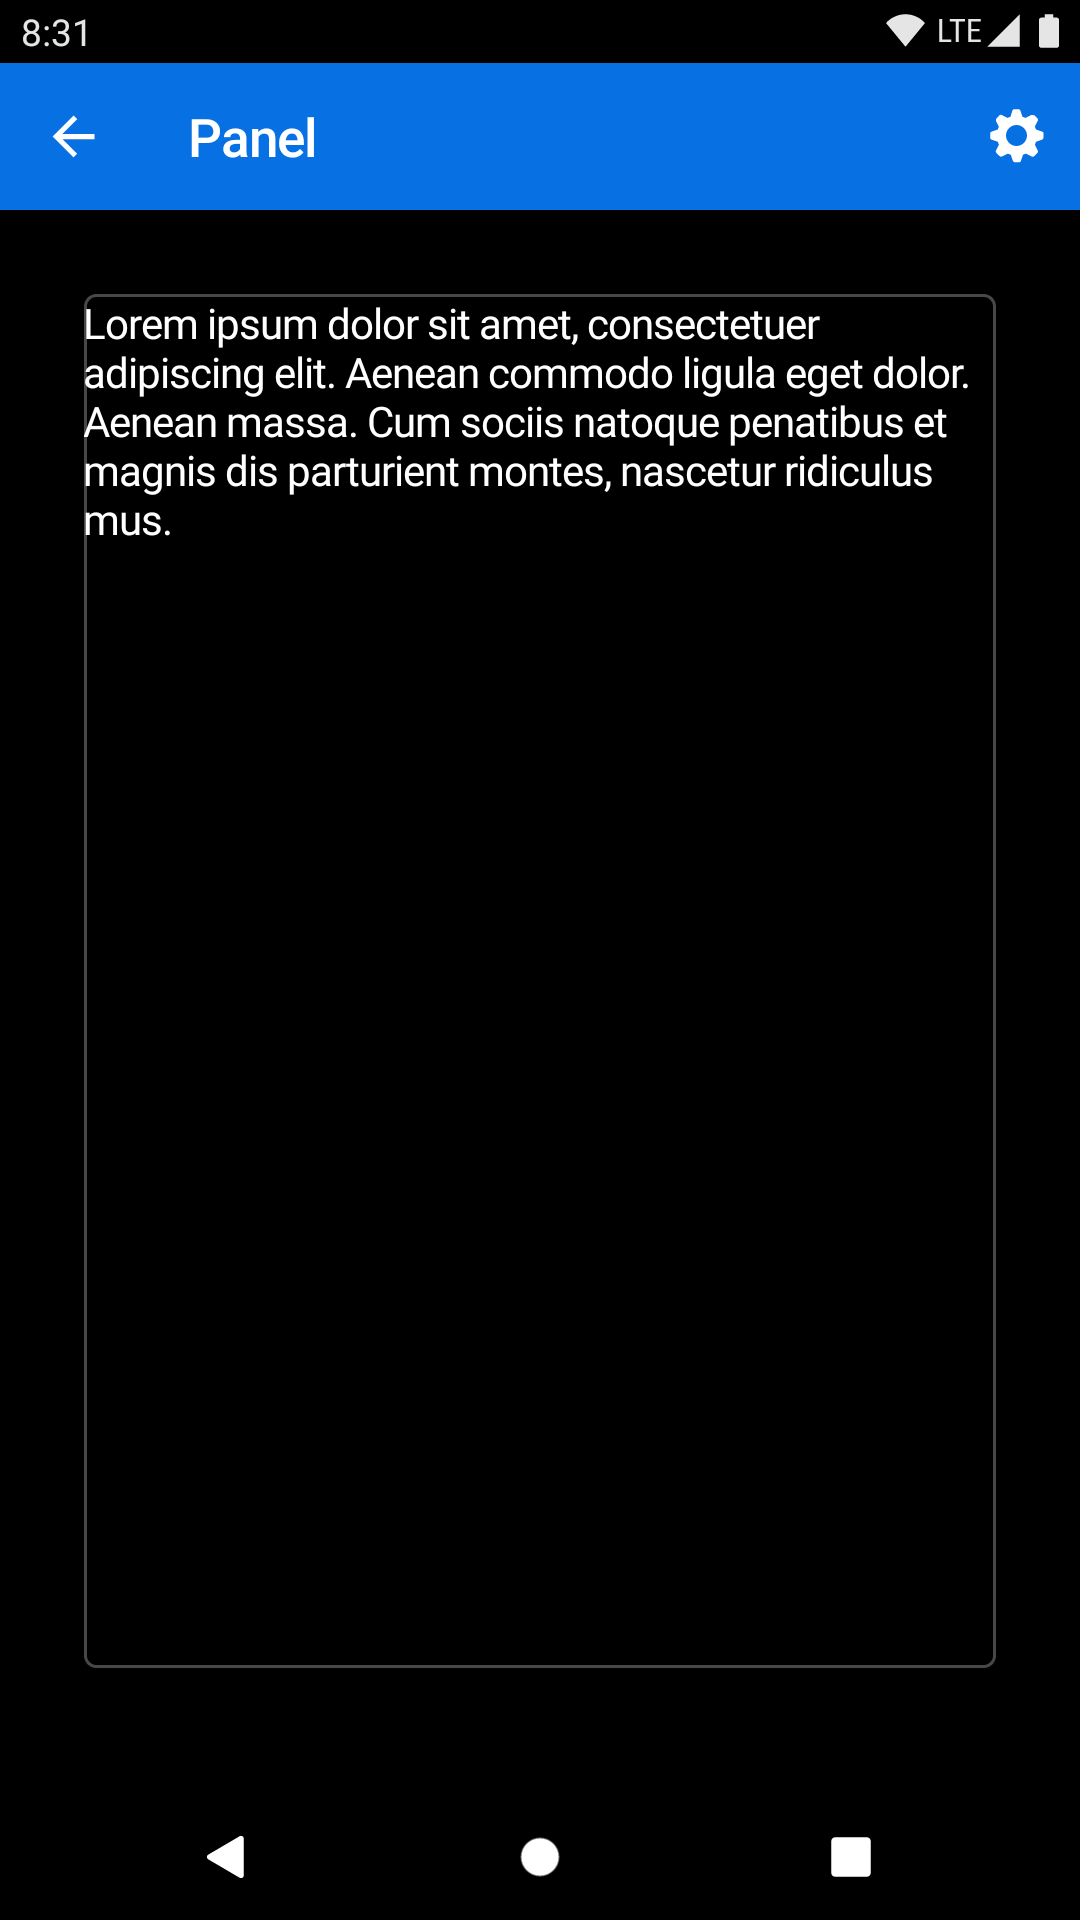 8:31
LTE
Panel
Lorem ipsum dolor sit amet, consectetuer
adipiscing elit. Aenean commodo ligula eget dolor.
Aenean massa. Cum sociis natoque penatibus et
magnis dis parturient montes, nascetur ridiculus
mus.